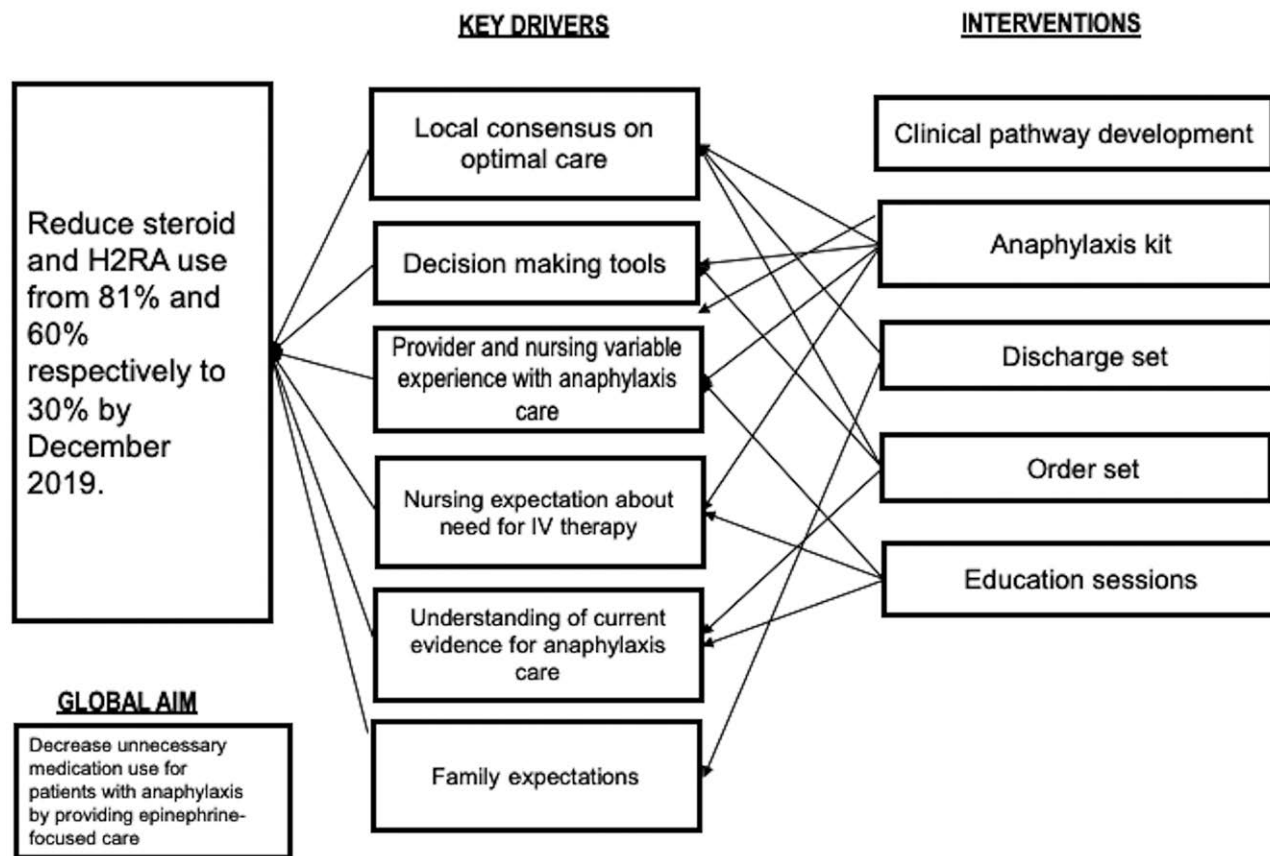 KEY DRIVERS
INTERVENTIONS
Reduce steroid
and H2RA use
from 81% and
60%
respectively to
30% by
December
2019.
GLOBAL AIM
Decrease unnecessary
medication use for
patients with anaphylaxis
by providing epinephrine-
focused care
Local consensus on
optimal care
Decision making tools
Provider and nursing variable
experience with anaphylaxis
care
Nursing expectation about
need for IV therapy
Understanding of current
evidence for anaphylaxis
care
Family expectations
Clinical pathway development
Anaphylaxis kit
Discharge set
Order set
Education sessions